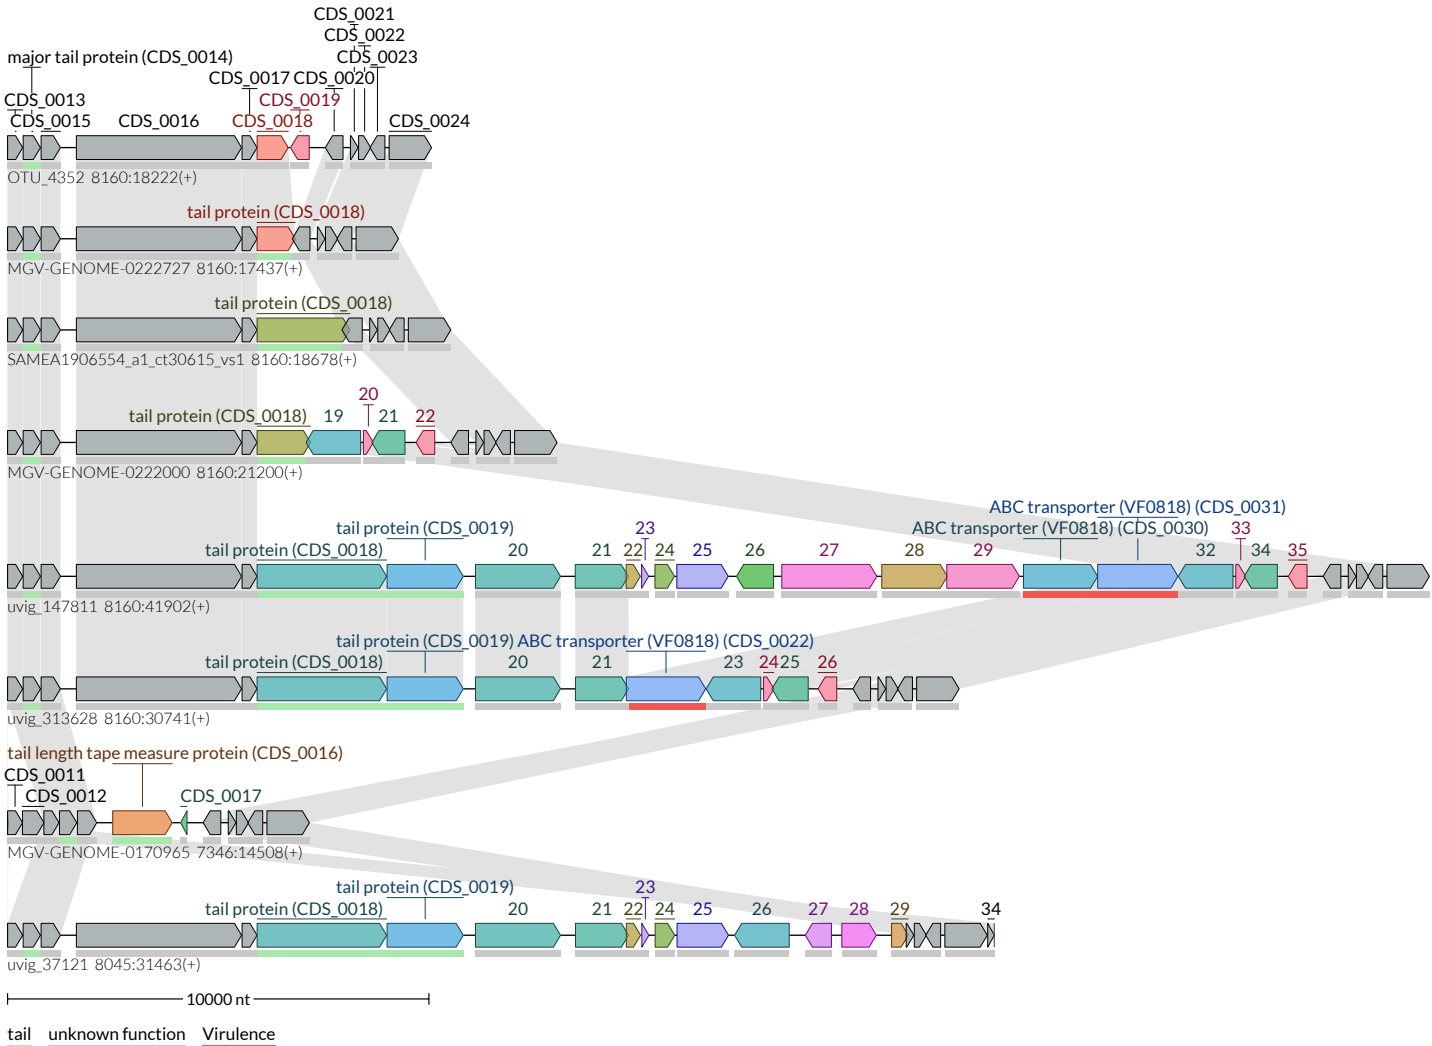 CDS_0021
CDS_0022
major tail protein (CDS_0014) CDS_0023
CDS_0017 CDS_0020
CDS_0013 CDS_0019
CDS_0015 CDS_0016 CDS_0018 CDS_0024
OTU_4352 8160:18222(+)
tail protein (CDS_0018)
MGV-GENOME-0222727 8160:17437(+)
tail protein (CDS_0018)
SAMEA1906554_a1_ct30615_vs1 8160:18678(+)
20
tail protein (CDS_0018) 19 21 22
MGV-GENOME-0222000 8160:21200(+)
ABC transporter (VF0818) (CDS_0031)
tail protein (CDS_0019) 23 ABC transporter (VF0818) (CDS_0030) 33
tail protein (CDS_0018) 20 21 22 24 25 26 27 28 29 32 34 35
uvig_147811 8160:41902(+)
tail protein (CDS_0019) ABC transporter (VF0818) (CDS_0022)
tail protein (CDS_0018) 20 21 23 24 25 26
uvig_313628 8160:30741(+)
tail length tape measure protein (CDS_0016)
CDS_0011
CDS_0012 CDS_0017
MGV-GENOME-0170965 7346:14508(+)
tail protein (CDS_0019) 23
tail protein (CDS_0018) 20 21 22 24 25 26 27 28 29 34
uvig_37121 8045:31463(+)
10000 nt
tail unknown function Virulence